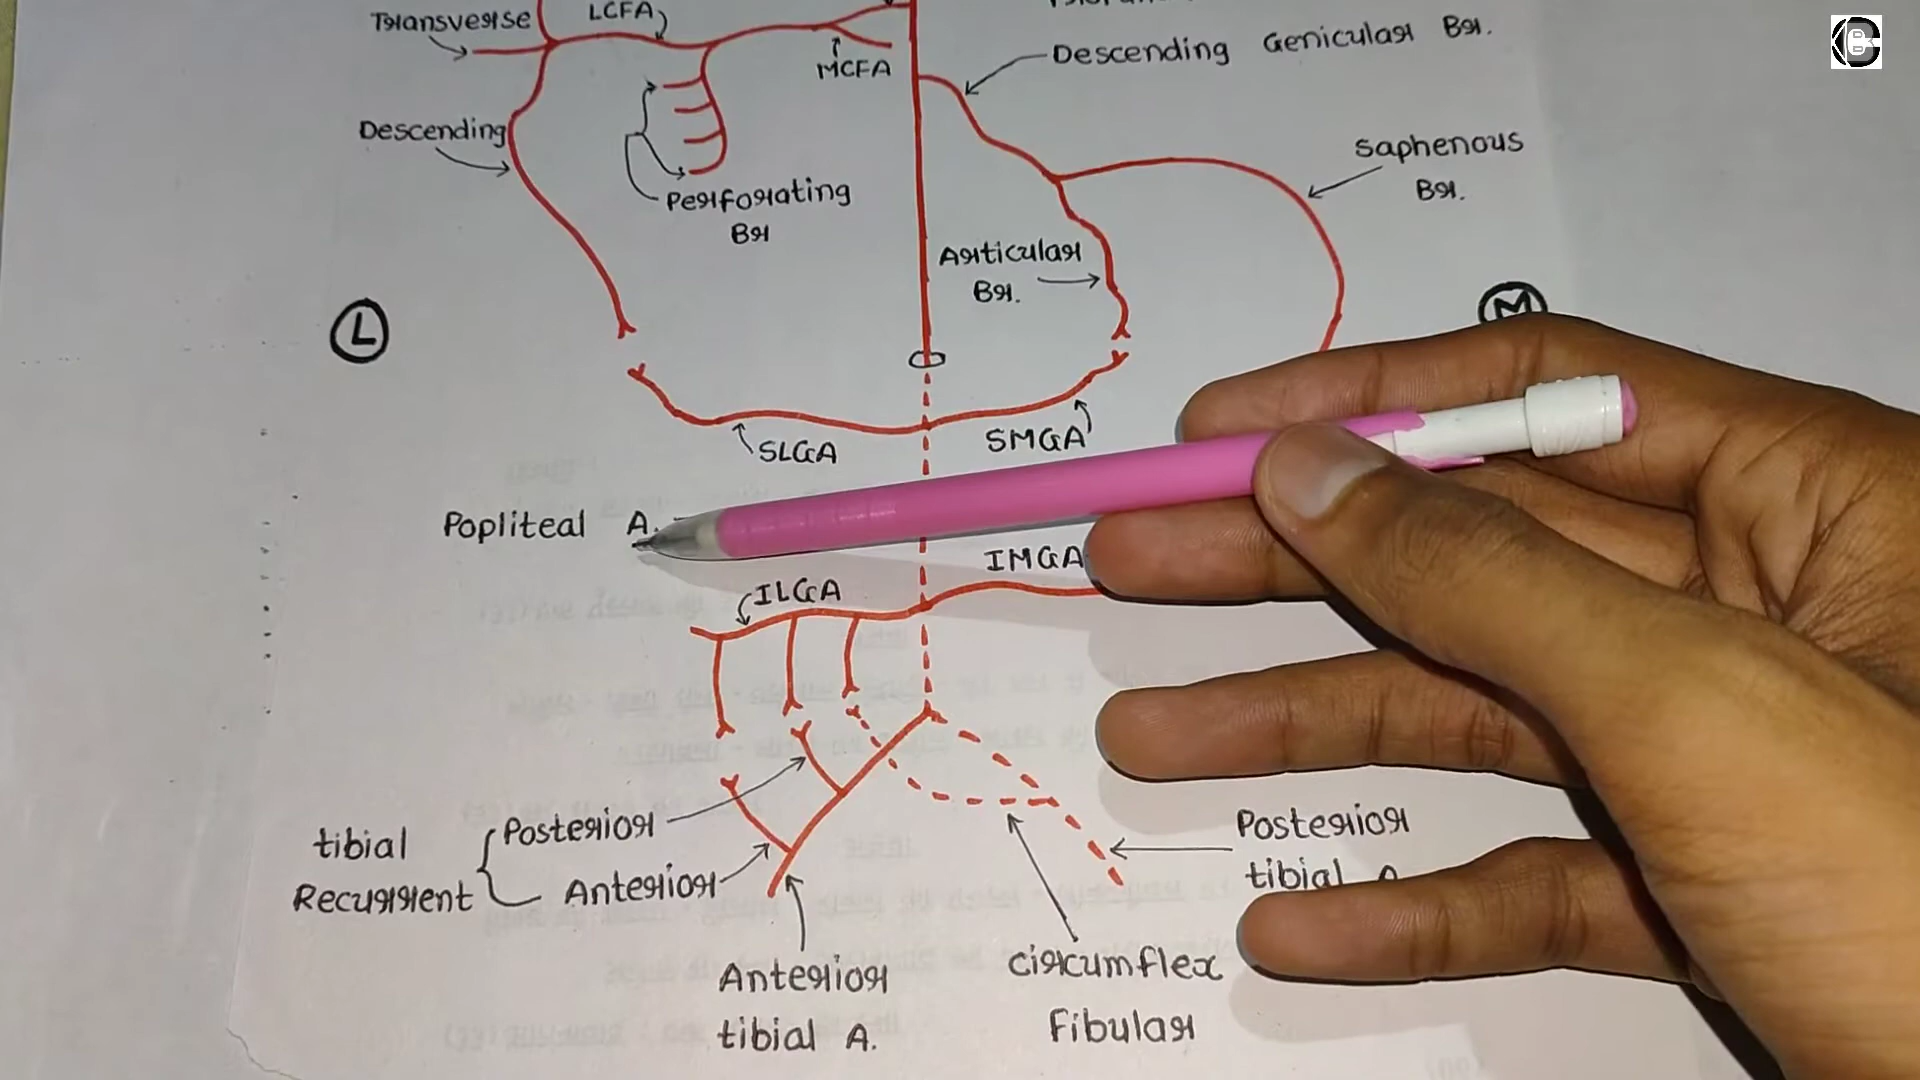 Transverse
LCFA
MCFA
Descending Genicular Br.
Descending
Perforating
Br
Saphenous
Br.
Articular
Br.
L
M
SLGA
SMGA
Popliteal A.
IMGA
ILGA
tibial
Recurrent
Posterior
Anterior
Posterior
tibial A
Anterior
tibial A.
circumflex
Fibular